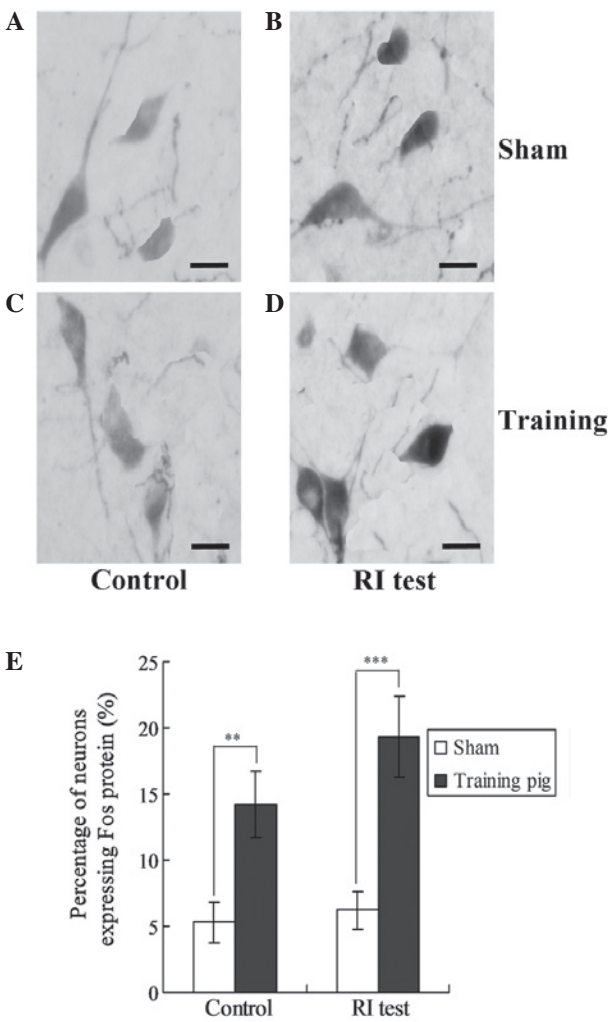 A
B
Sham
C
D
Training
Control
RI test
E
Percentage of neurons
expressing Fos protein (%)
25
20
15
10
5
0
**
***
Sham
Training pig
Control
RI test